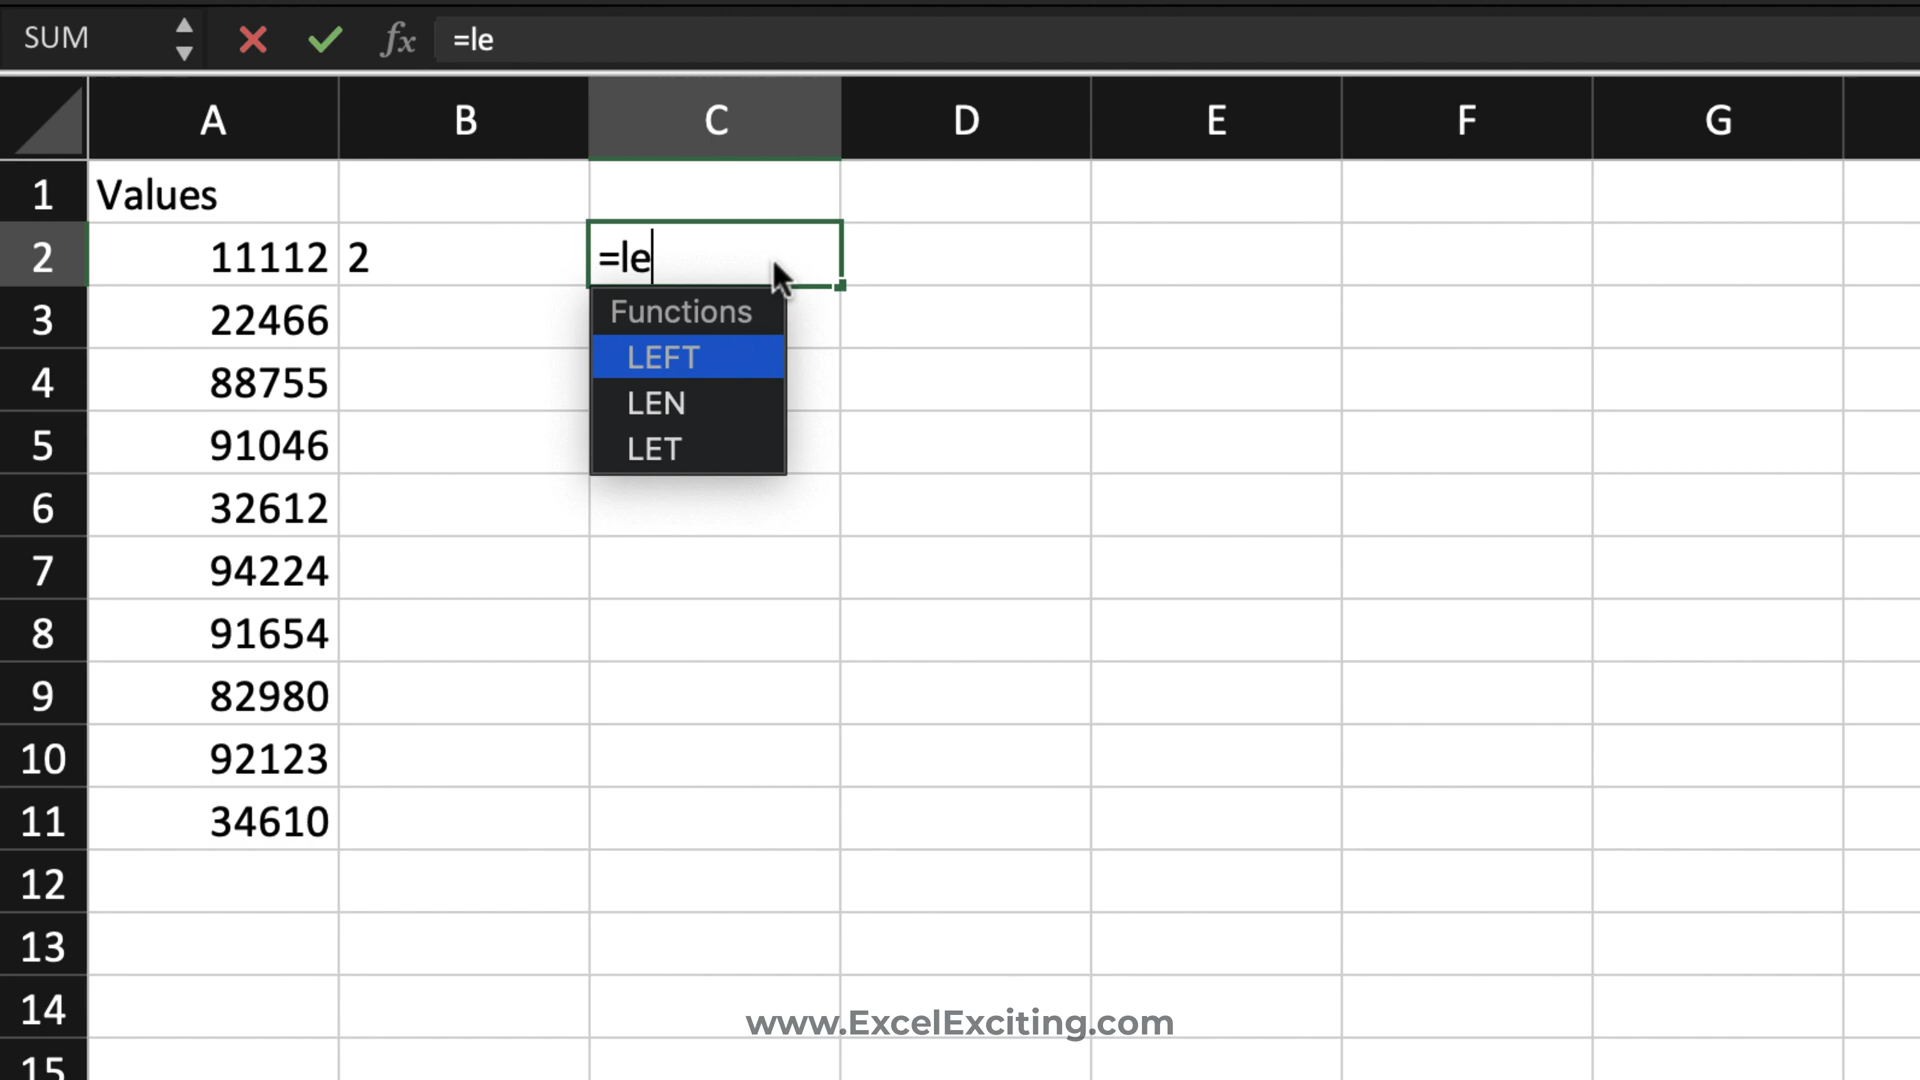 SUM fx =le
A B C D E F G
1 Values
2 11112 2 =le
3 22466 Functions
4 88755 LEFT
LEN
5 91046 LET
6 32612
7 94224
8 91654
9 82980
10 92123
11 34610
12
13
14 www.ExcelExciting.com
15